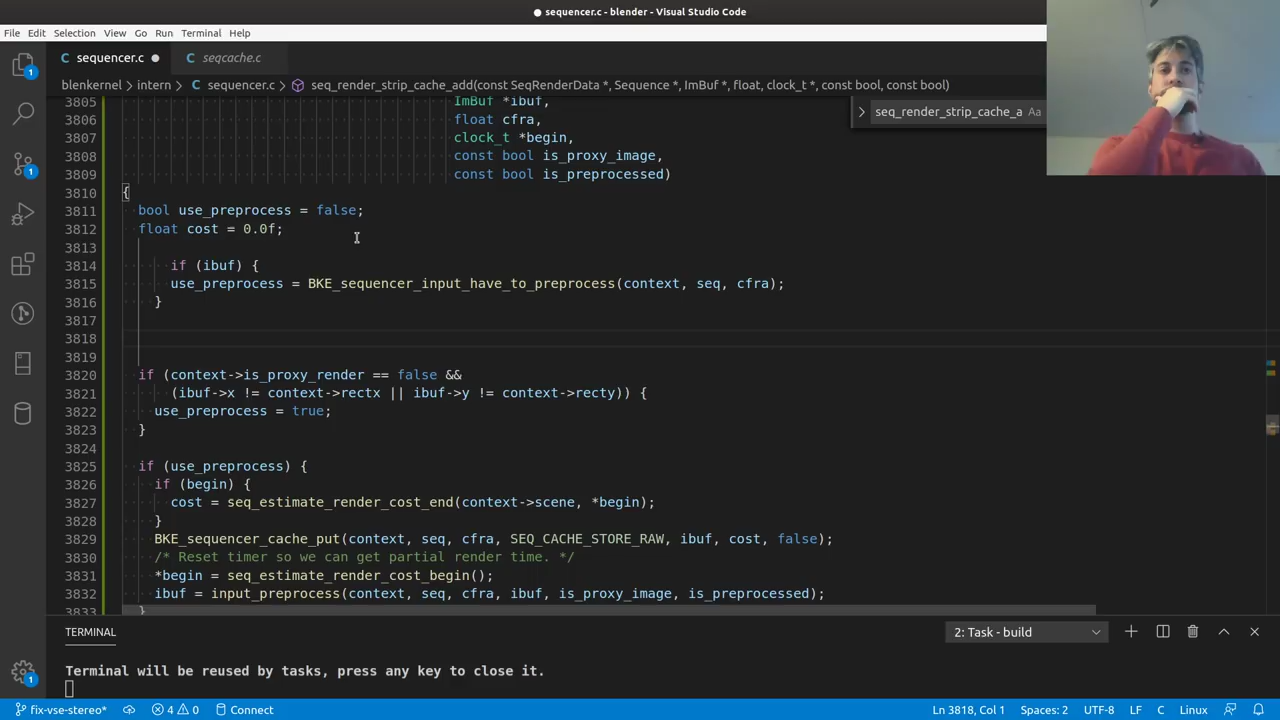 ● sequencer.c - blender - Visual Studio Code
File Edit Selection View Go Run Terminal Help
C sequencer.c ● C seqcache.c
blenkernel > intern > C sequencer.c > seq_render_strip_cache_add(const SeqRenderData *, Sequence *, ImBuf *, float, clock_t *, const bool, const bool)
seq_render_strip_cache_a Aa
3805 ImBuf *ibuf,
3806 float cfra,
3807 clock_t *begin,
3808 const bool is_proxy_image,
3809 const bool is_preprocessed)
3810 {
3811 bool use_preprocess = false;
3812 float cost = 0.0f;
3813
3814 if (ibuf) {
3815 use_preprocess = BKE_sequencer_input_have_to_preprocess(context, seq, cfra);
3816 }
3817
3818
3819
3820 if (context->is_proxy_render == false &&
3821 (ibuf->x != context->rectx || ibuf->y != context->recty)) {
3822 use_preprocess = true;
3823 }
3824
3825 if (use_preprocess) {
3826 if (begin) {
3827 cost = seq_estimate_render_cost_end(context->scene, *begin);
3828 }
3829 BKE_sequencer_cache_put(context, seq, cfra, SEQ_CACHE_STORE_RAW, ibuf, cost, false);
3830 /* Reset timer so we can get partial render time. */
3831 *begin = seq_estimate_render_cost_begin();
3832 ibuf = input_preprocess(context, seq, cfra, ibuf, is_proxy_image, is_preprocessed);
3833 }
TERMINAL
2: Task - build
Terminal will be reused by tasks, press any key to close it.
fix-vse-stereo* 4 0 Connect
Ln 3818, Col 1 Spaces: 2 UTF-8 LF C Linux